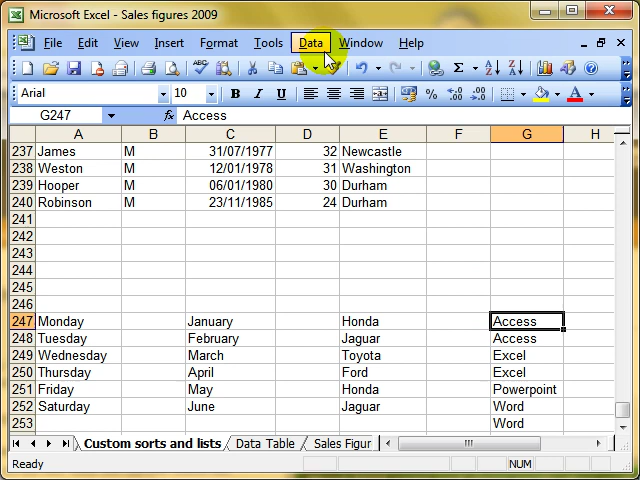 Microsoft Excel - Sales figures 2009
File Edit View Insert Format Tools Data Window Help
Arial 10 B I U % A
G247 Access
A B C D E F G H
237 James M 31/07/1977 32 Newcastle
238 Weston M 12/01/1978 31 Washington
239 Hooper M 06/01/1980 30 Durham
240 Robinson M 23/11/1985 24 Durham
241
242
243
244
245
246
247 Monday January Honda Access
248 Tuesday February Jaguar Access
249 Wednesday March Toyota Excel
250 Thursday April Ford Excel
251 Friday May Honda Powerpoint
252 Saturday June Jaguar Word
253 Word
Custom sorts and lists Data Table Sales Figur
Ready NUM